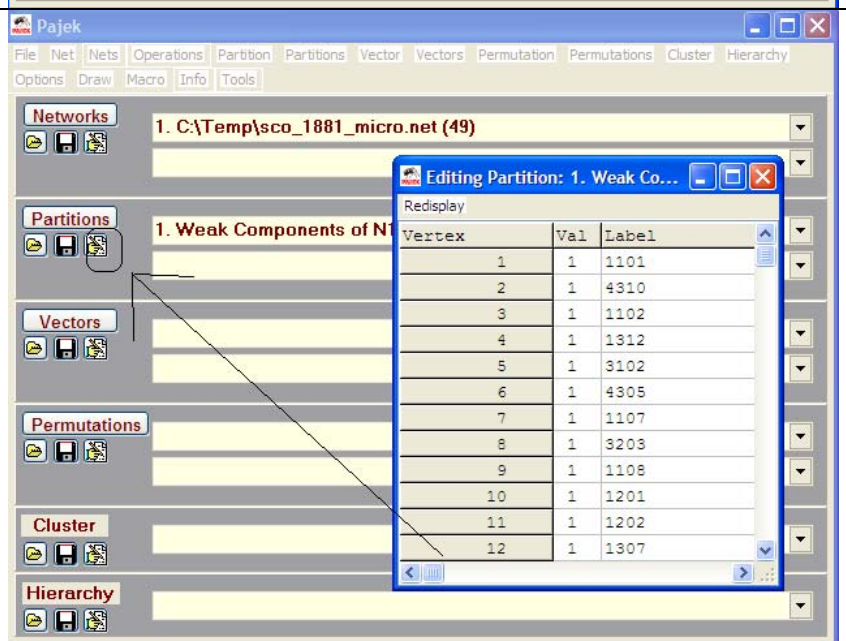 Pajek
File Net Nets Operations Partition Partitions Vector Vectors Permutation Permutations Cluster Hierarchy
Options Draw Macro Info Tools
Networks
1. C:\Temp\sco_1881_micro.net (49)
Partitions
1. Weak Components of N1
Vectors
Permutations
Cluster
Hierarchy
Editing Partition: 1. Weak Co...
Redisplay
Vertex Val Label
1 1 1101
2 1 4310
3 1 1102
4 1 1312
5 1 3102
6 1 4305
7 1 1107
8 1 3203
9 1 1108
10 1 1201
11 1 1202
12 1 1307